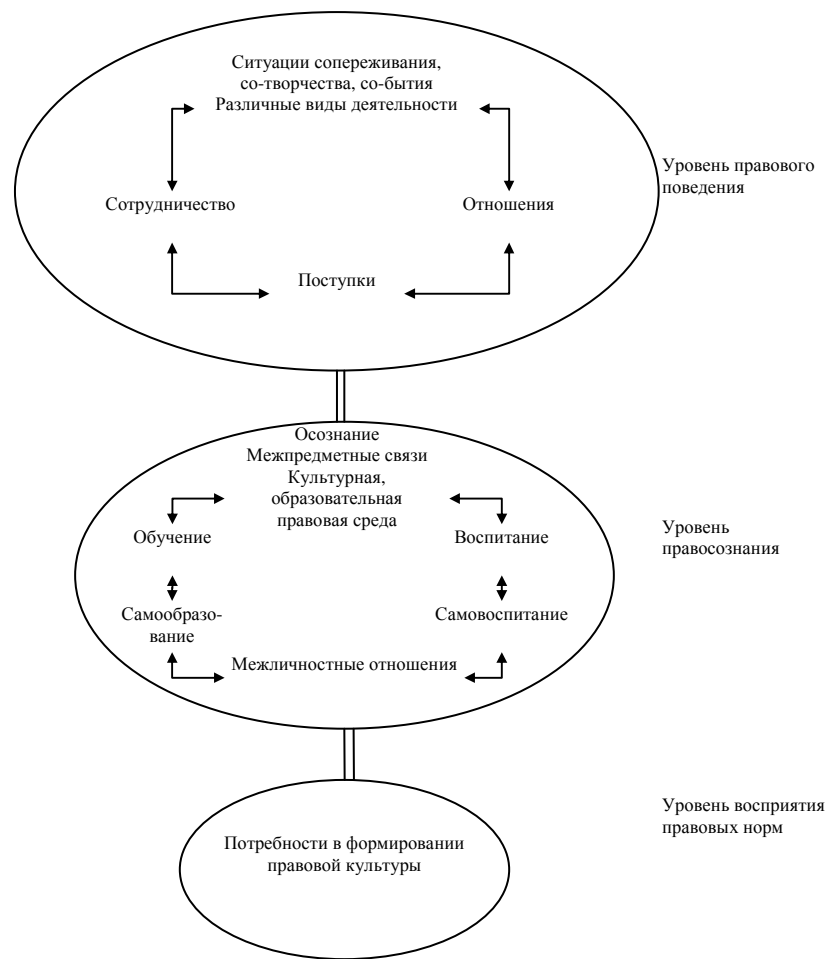 Ситуации сопереживания,
со-творчества, со-бытия
Различные виды деятельности
Уровень правового
поведения
Сотрудничество
Отношения
Поступки
Осознание
Межпредметные связи
Культурная,
образовательная
правовая среда
Обучение
Воспитание
Уровень
правосознания
Самообразо-
вание
Самовоспитание
Межличностные отношения
Уровень восприятия
правовых норм
Потребности в формировании
правовой культуры